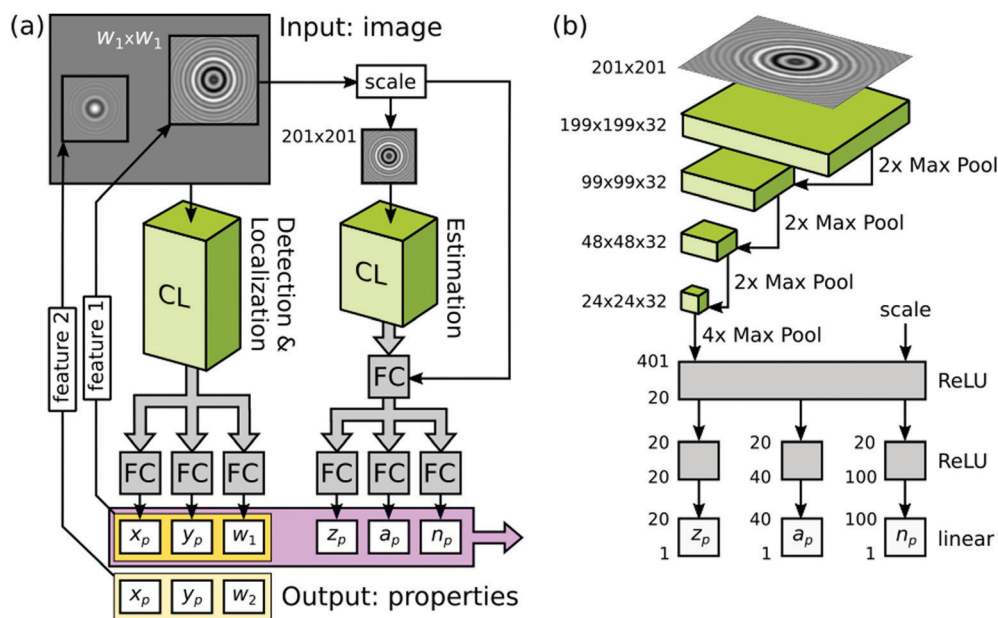 (a)
Input: image
w₁x w₁
scale
201x201
CL
Detection &
Localization
CL
Estimation
feature 2
feature 1
FC
FC FC FC FC FC FC
xₚ yₚ w₁ zₚ aₚ nₚ
xₚ yₚ w₂
Output: properties
(b)
201x201
199x199x32
2x Max Pool
99x99x32
2x Max Pool
48x48x32
2x Max Pool
24x24x32
4x Max Pool
scale
401
20
ReLU
20 20 20
20 40 100
ReLU
20 40 100
zₚ aₚ nₚ
1 1 1
linear